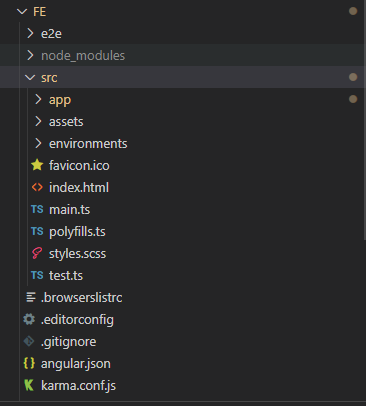 FE
e2e
node_modules
src
app
assets
environments
favicon.ico
index.html
TS main.ts
TS polyfills.ts
styles.scss
TS test.ts
.browserslistrc
.editorconfig
.gitignore
{} angular.json
karma.conf.js